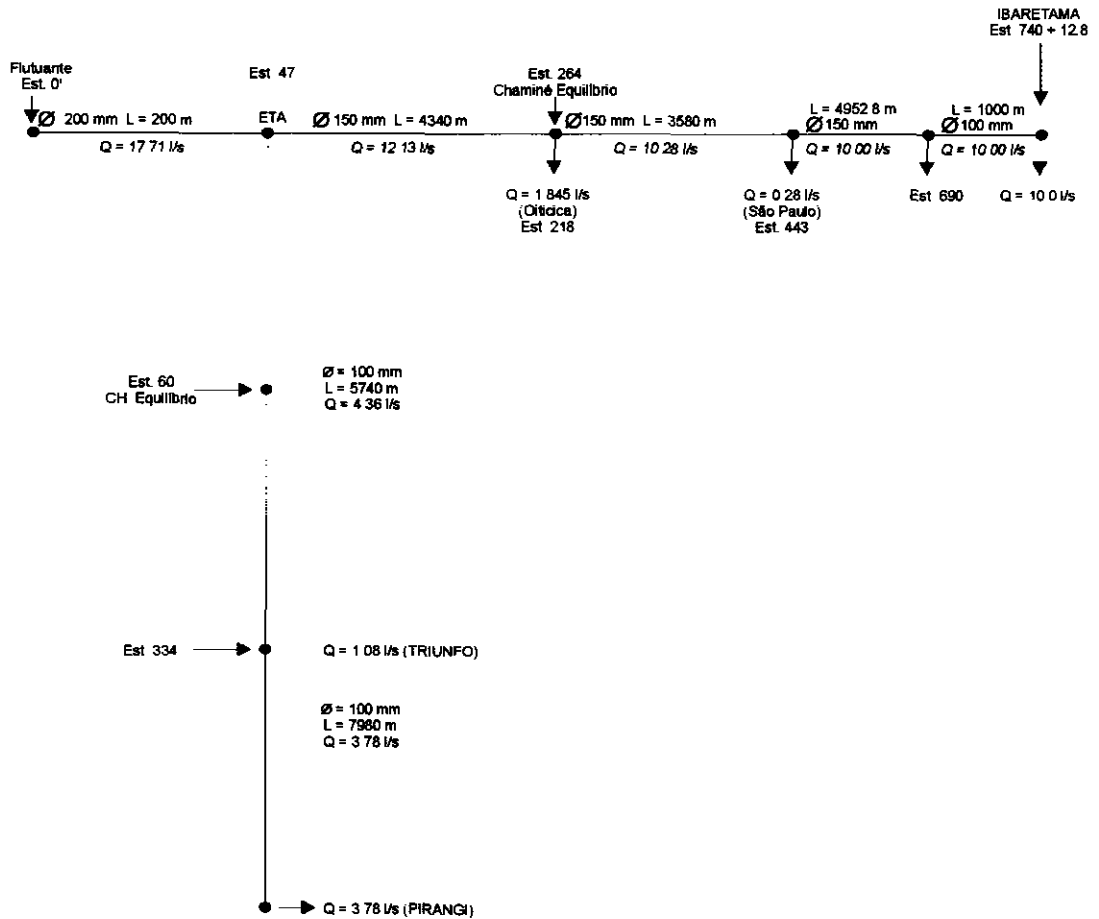 IBARETAMA
Est 740 + 12.8
Flutuante
Est. 0'
Est 47
Est. 264
Chaminé Equilíbrio
Ø 200 mm L = 200 m
ETA
Ø 150 mm L = 4340 m
Ø 150 mm L = 3580 m
L = 4952 8 m
Ø 150 mm
L = 1000 m
Ø 100 mm
Q = 17 71 l/s
Q = 12 13 l/s
Q = 10 28 l/s
Q = 10 00 l/s
Q = 10 00 l/s
Q = 1 845 l/s
(Oiticica)
Est 218
Q = 0 28 l/s
(São Paulo)
Est. 443
Est 690
Q = 10 0 l/s
Est. 60
CH Equilíbrio
Ø = 100 mm
L = 5740 m
Q = 4 36 l/s
Est 334
Q = 1 08 l/s (TRIUNFO)
Ø = 100 mm
L = 7980 m
Q = 3 78 l/s
Q = 3 78 l/s (PIRANGI)